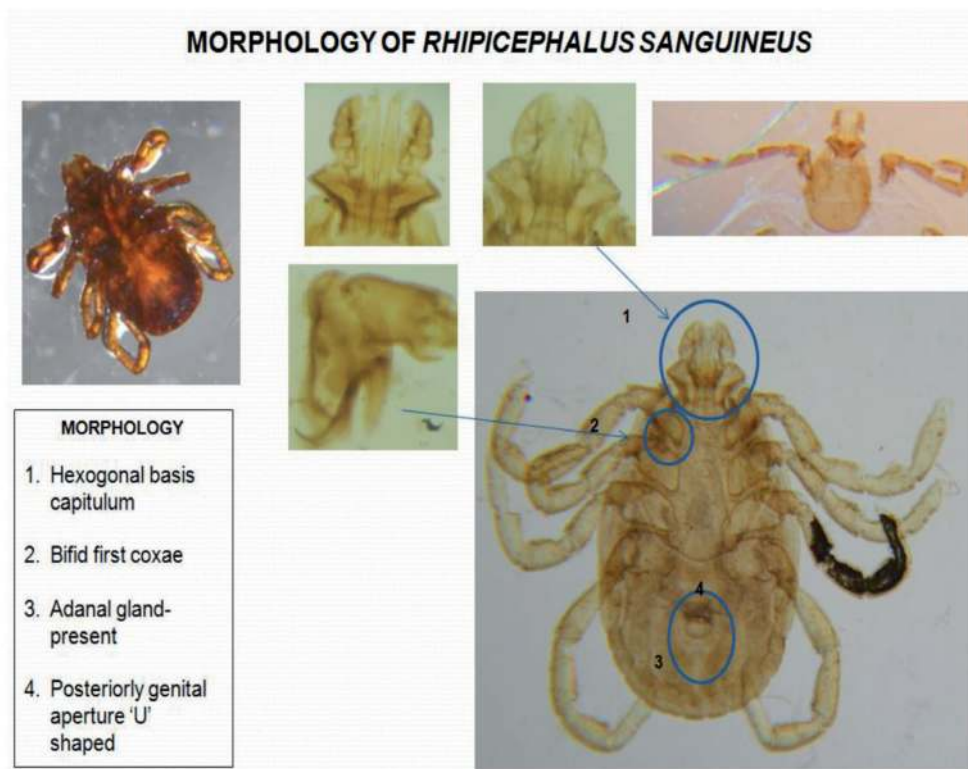 MORPHOLOGY OF RHIPICEPHALUS SANGUINEUS
1
2
4
3
MORPHOLOGY
1. Hexogonal basis
capitulum
2. Bifid first coxae
3. Adanal gland-
present
4. Posteriorly genital
aperture ‘U’
shaped